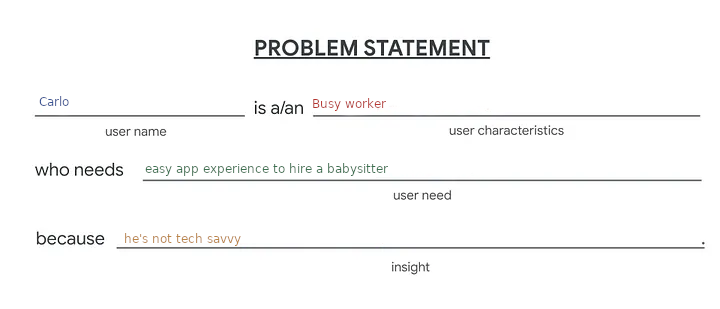 PROBLEM STATEMENT
Carlo is a/an Busy worker
user name user characteristics
who needs easy app experience to hire a babysitter
user need
because he's not tech savvy .
insight